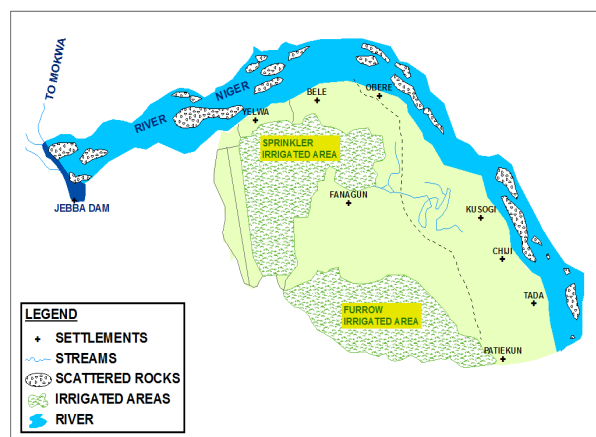 TO MOKWA
RIVER NIGER
OBERE
BELE
YELWA
SPRINKLER
IRRIGATED AREA
FANAGUN
JEBBA DAM
KUSOGI
CHIJI
TADA
FURROW
IRRIGATED AREA
PATIEKUN
LEGEND
SETTLEMENTS
STREAMS
SCATTERED ROCKS
IRRIGATED AREAS
RIVER